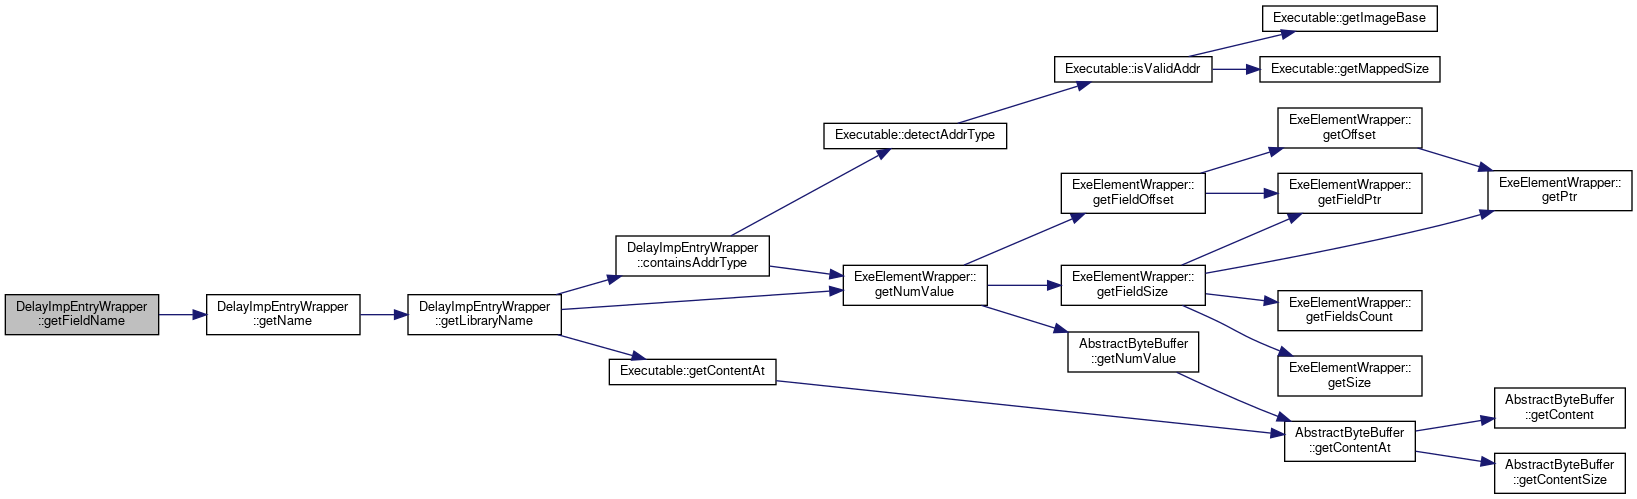 DelayImpEntryWrapper
::getFieldName
DelayImpEntryWrapper
::getName
DelayImpEntryWrapper
::getLibraryName
DelayImpEntryWrapper
::containsAddrType
Executable::getContentAt
Executable::detectAddrType
ExeElementWrapper::
getNumValue
Executable::isValidAddr
ExeElementWrapper::
getFieldOffset
ExeElementWrapper::
getFieldSize
AbstractByteBuffer
::getNumValue
Executable::getImageBase
Executable::getMappedSize
ExeElementWrapper::
getOffset
ExeElementWrapper::
getFieldPtr
ExeElementWrapper::
getFieldsCount
ExeElementWrapper::
getSize
AbstractByteBuffer
::getContentAt
ExeElementWrapper::
getPtr
AbstractByteBuffer
::getContent
AbstractByteBuffer
::getContentSize